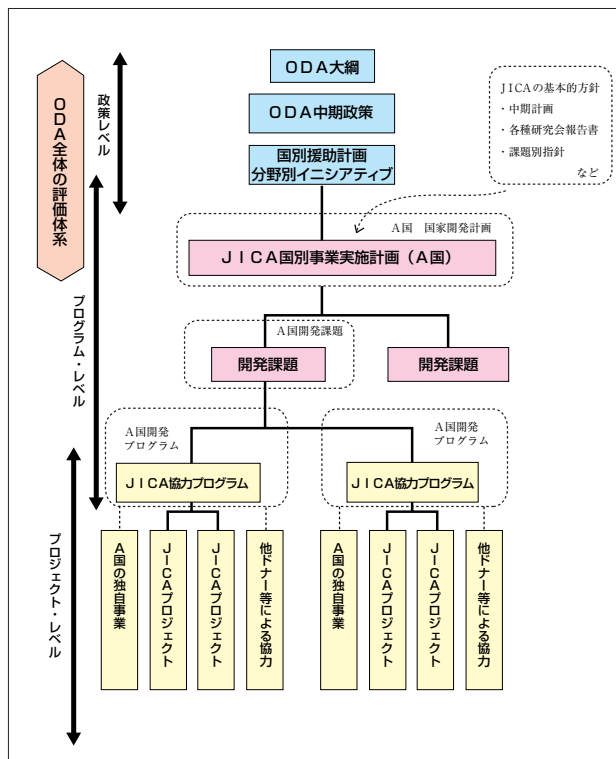 ODA全体の評価体系
政策レベル
プログラム・レベル
プロジェクト・レベル
ODA大綱
ODA中期政策
国別援助計画
分野別イニシアティブ
JICAの基本的方針
・中期計画
・各種研究会報告書
・課題別指針
など
A国 国家開発計画
JICA国別事業実施計画(A国)
A国開発課題
開発課題
開発課題
A国開発
プログラム
JICA協力プログラム
A国開発
プログラム
JICA協力プログラム
A国の独自事業
JICAプロジェクト
JICAプロジェクト
他ドナー等による協力
A国の独自事業
JICAプロジェクト
JICAプロジェクト
他ドナー等による協力